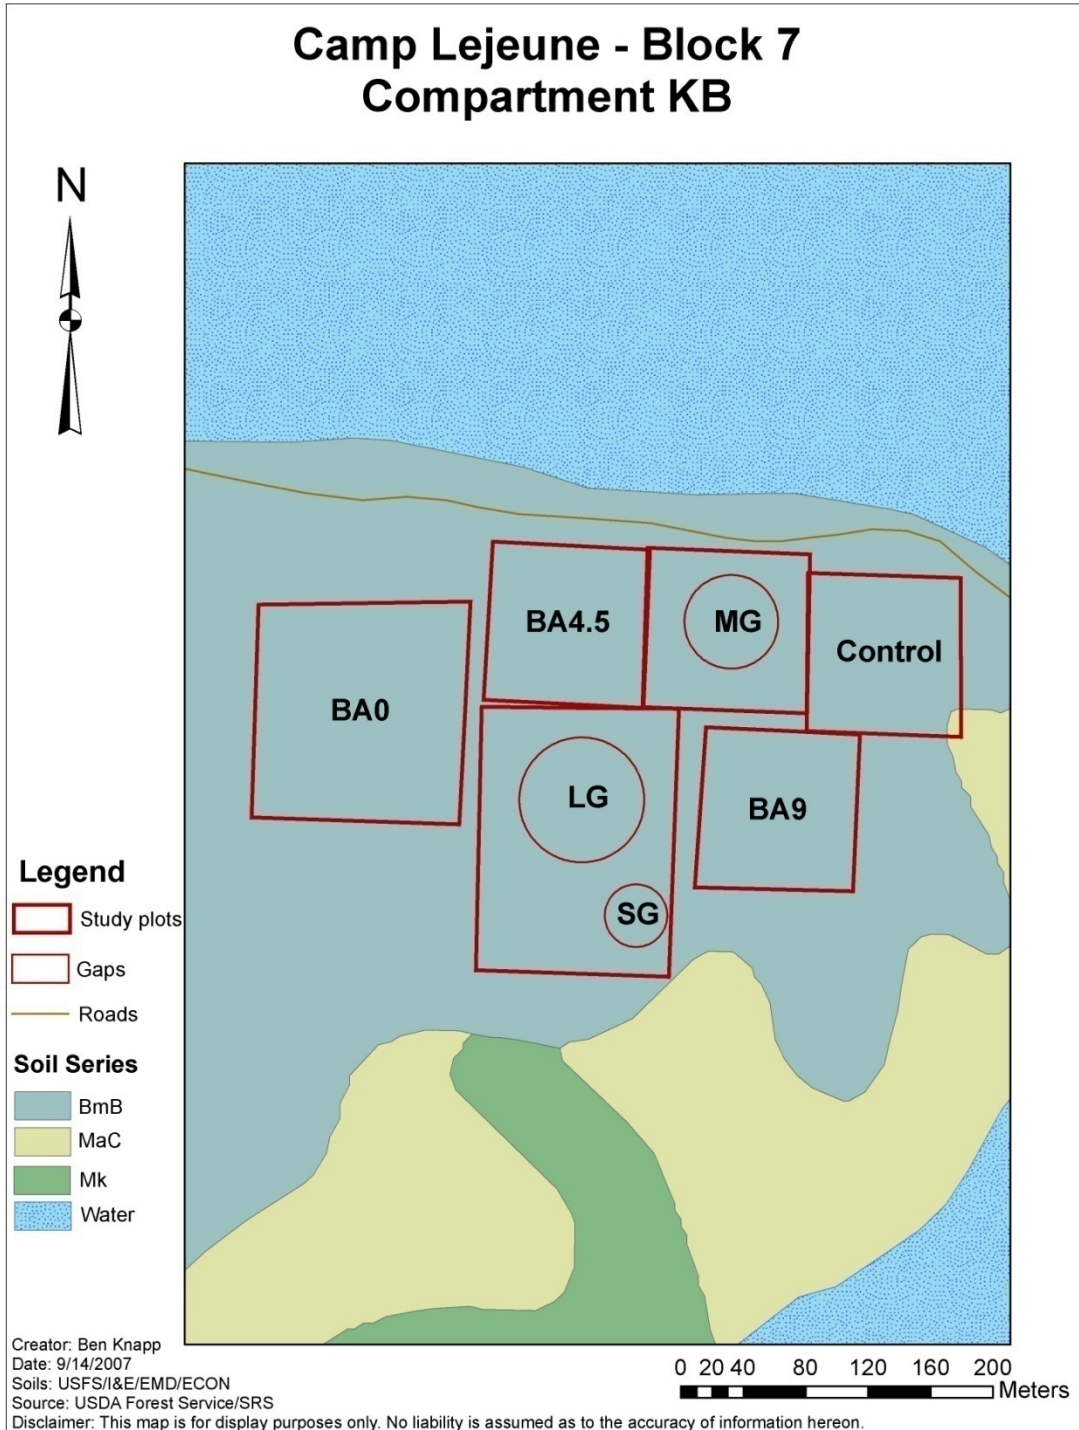 Camp Lejeune - Block 7
Compartment KB
N
BA4.5
MG
Control
BA0
LG
BA9
SG
Legend
Study plots
Gaps
Roads
Soil Series
BmB
MaC
Mk
Water
Creator: Ben Knapp
Date: 9/14/2007
Soils: USFS/I&E/EMD/ECON
Source: USDA Forest Service/SRS
Disclaimer: This map is for display purposes only. No liability is assumed as to the accuracy of information hereon.
0 20 40 80 120 160 200
Meters